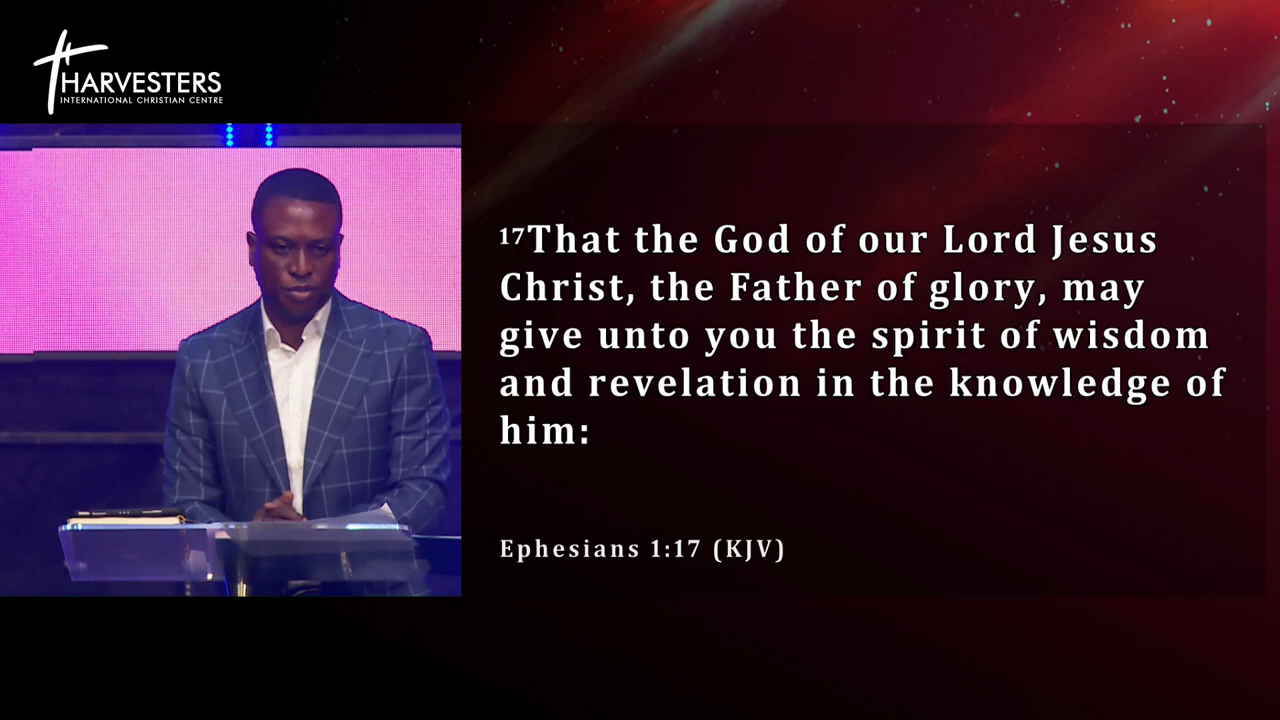 HARVESTERS
INTERNATIONAL CHRISTIAN CENTRE
17That the God of our Lord Jesus
Christ, the Father of glory, may
give unto you the spirit of wisdom
and revelation in the knowledge of
him:
Ephesians 1:17 (KJV)